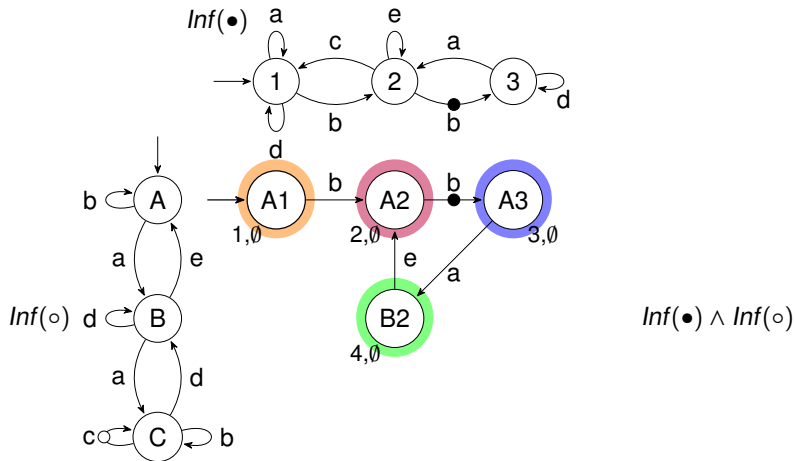 Inf(•)
a
e
c
a
1
2
3
d
b
b
d
b
A
A1
b
A2
b
A3
1,∅
2,∅
3,∅
a
e
e
a
Inf(∘)
d
B
B2
Inf(•) ∧ Inf(∘)
4,∅
a
d
c
C
b